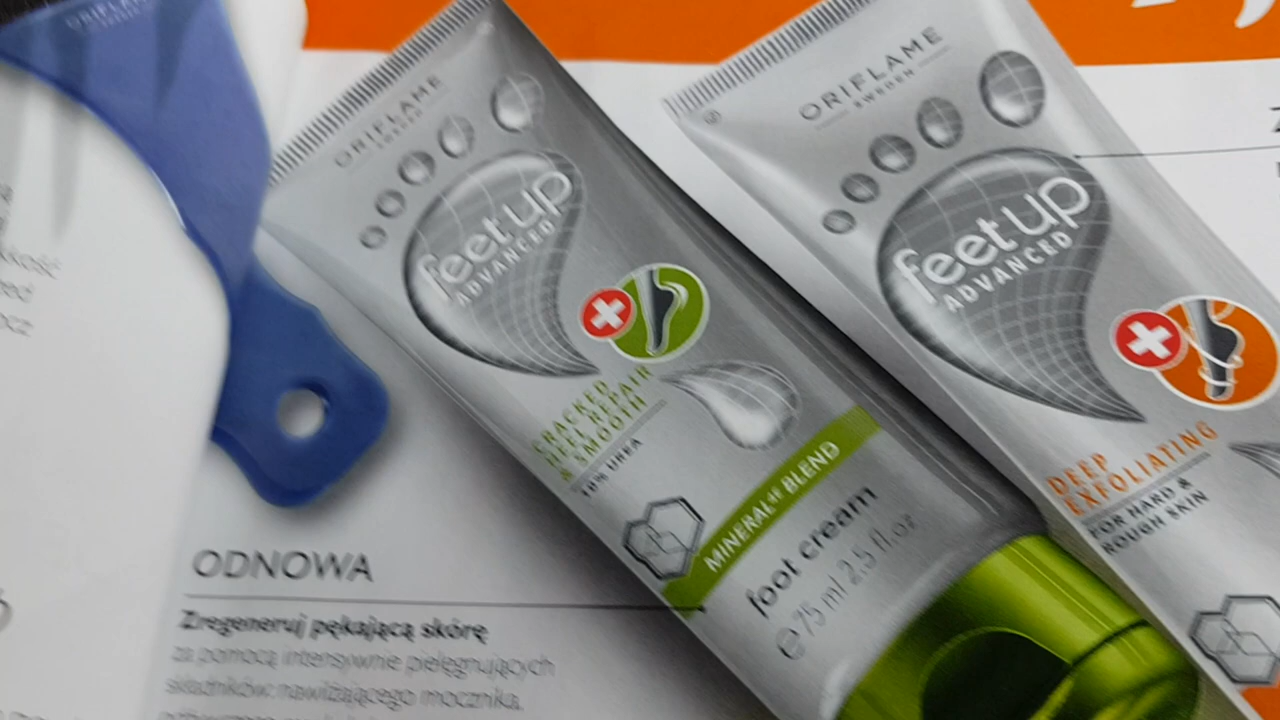 ORIFLAME
ORIFLAME
SWEDEN
feet up
ADVANCED
CRACKED
HEEL REPAIR
& SMOOTH
10% UREA
MINERAL BLEND
foot cream
75 ml 2.5 fl.oz
ORIFLAME
SWEDEN
feet up
ADVANCED
DEEP
EXFOLIATING
FOR HARD &
ROUGH SKIN
ODNOWA
Zregeneruj pękającą skórę
za pomocą intensywnie pielęgnujących
składników: nawilżającego mocznika,